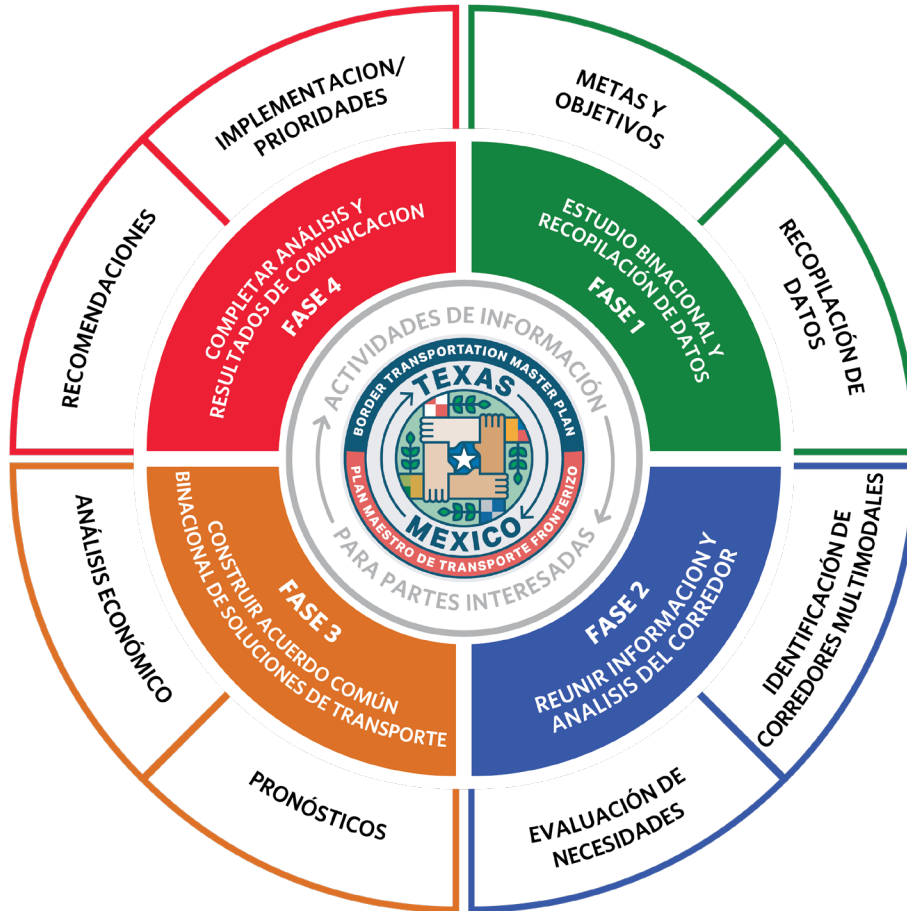 METAS Y
OBJETIVOS
RECOPILACIÓN DE
DATOS
ESTUDIO BINACIONAL Y
RECOPILACIÓN DE DATOS
FASE 1
IDENTIFICACIÓN DE
CORREDORES MULTIMODALES
EVALUACIÓN DE
NECESIDADES
FASE 2
REUNIR INFORMACION Y
ANALISIS DEL CORREDOR
PRONÓSTICOS
ANÁLISIS ECONÓMICO
FASE 3
CONSTRUIR ACUERDO COMÚN
BINACIONAL DE SOLUCIONES DE TRANSPORTE
RECOMENDACIONES
IMPLEMENTACION/
PRIORIDADES
COMPLETAR ANÁLISIS Y
RESULTADOS DE COMUNICACION
FASE 4
ACTIVIDADES DE INFORMACIÓN
PARA PARTES INTERESADAS
BORDER TRANSPORTATION MASTER PLAN
TEXAS
MEXICO
PLAN MAESTRO DE TRANSPORTE FRONTERIZO